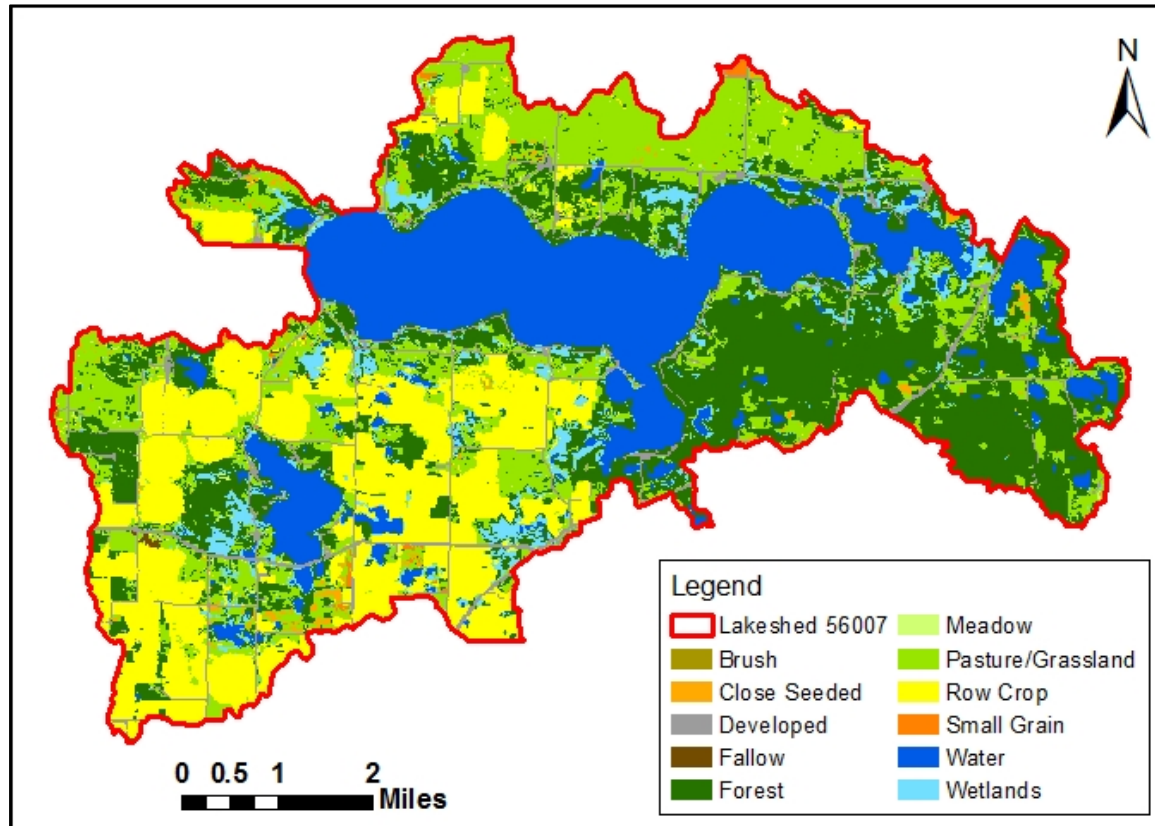 N
0 0.5 1 2
Miles
Legend
Lakeshed 56007
Brush
Close Seeded
Developed
Fallow
Forest
Meadow
Pasture/Grassland
Row Crop
Small Grain
Water
Wetlands